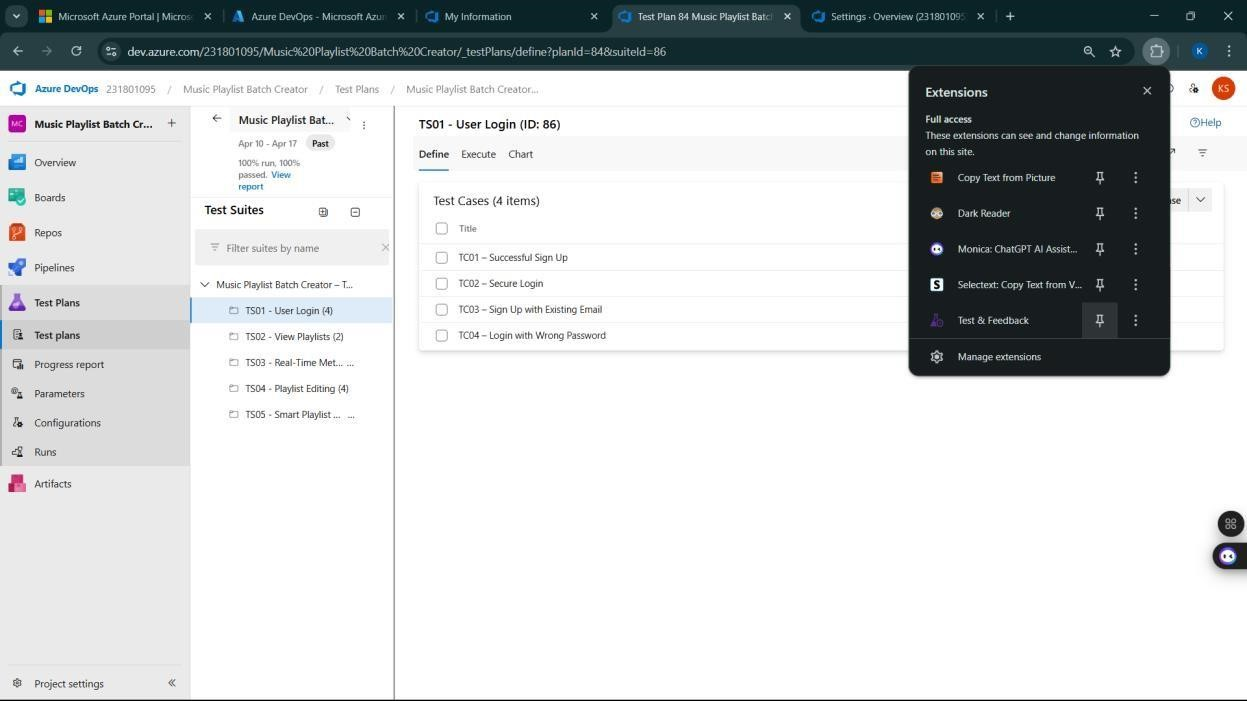 Microsoft Azure Portal | Micros
Azure DevOps - Microsoft Azur
My Information
Test Plan 84 Music Playlist Batc
Settings · Overview (231801095
dev.azure.com/231801095/Music%20Playlist%20Batch%20Creator/_testPlans/define?planId=84&suiteId=86
K
Azure DevOps 231801095 / Music Playlist Batch Creator / Test Plans / Music Playlist Batch Creator...
KS
MC Music Playlist Batch Cr... +
Overview
Boards
Repos
Pipelines
Test Plans
Test plans
Progress report
Parameters
Configurations
Runs
Artifacts
Project settings
Music Playlist Bat...
Apr 10 - Apr 17 Past
100% run, 100%
passed. View
report
Test Suites
Filter suites by name
Music Playlist Batch Creator – T...
TS01 - User Login (4)
TS02 - View Playlists (2)
TS03 - Real-Time Met... ...
TS04 - Playlist Editing (4)
TS05 - Smart Playlist ... ...
TS01 - User Login (ID: 86)
Help
Define Execute Chart
Test Cases (4 items)
se
Title
TC01 – Successful Sign Up
TC02 – Secure Login
TC03 – Sign Up with Existing Email
TC04 – Login with Wrong Password
Extensions
Full access
These extensions can see and change information
on this site.
Copy Text from Picture
Dark Reader
Monica: ChatGPT AI Assist...
S Selectext: Copy Text from V...
Test & Feedback
Manage extensions